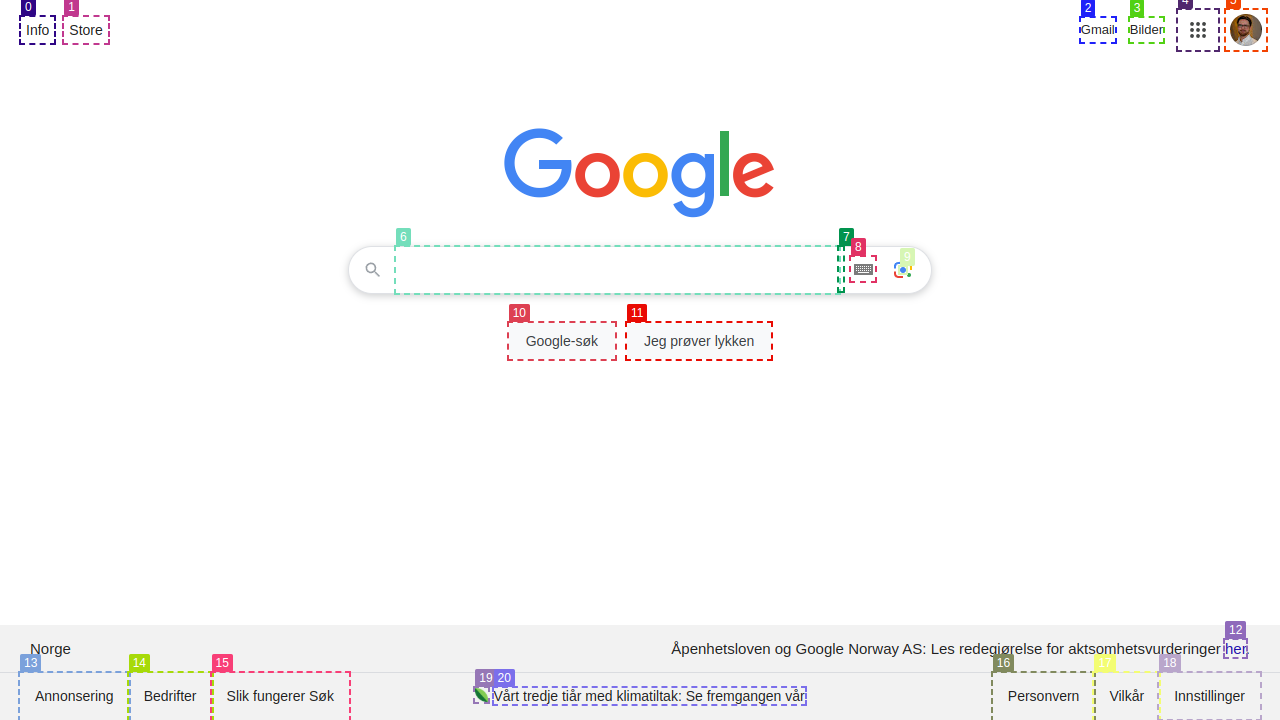 0 1 2 3 4 5
Info Store Gmail Bilder
Google
6 7 8 9
10 11
Google-søk Jeg prøver lykken
12
Norge Åpenhetsloven og Google Norway AS: Les redegjørelse for aktsomhetsvurderinger her.
13 14 15 19 20 16 17 18
Annonsering Bedrifter Slik fungerer Søk Vårt tredje tiår med klimatiltak: Se fremgangen vår Personvern Vilkår Innstillinger